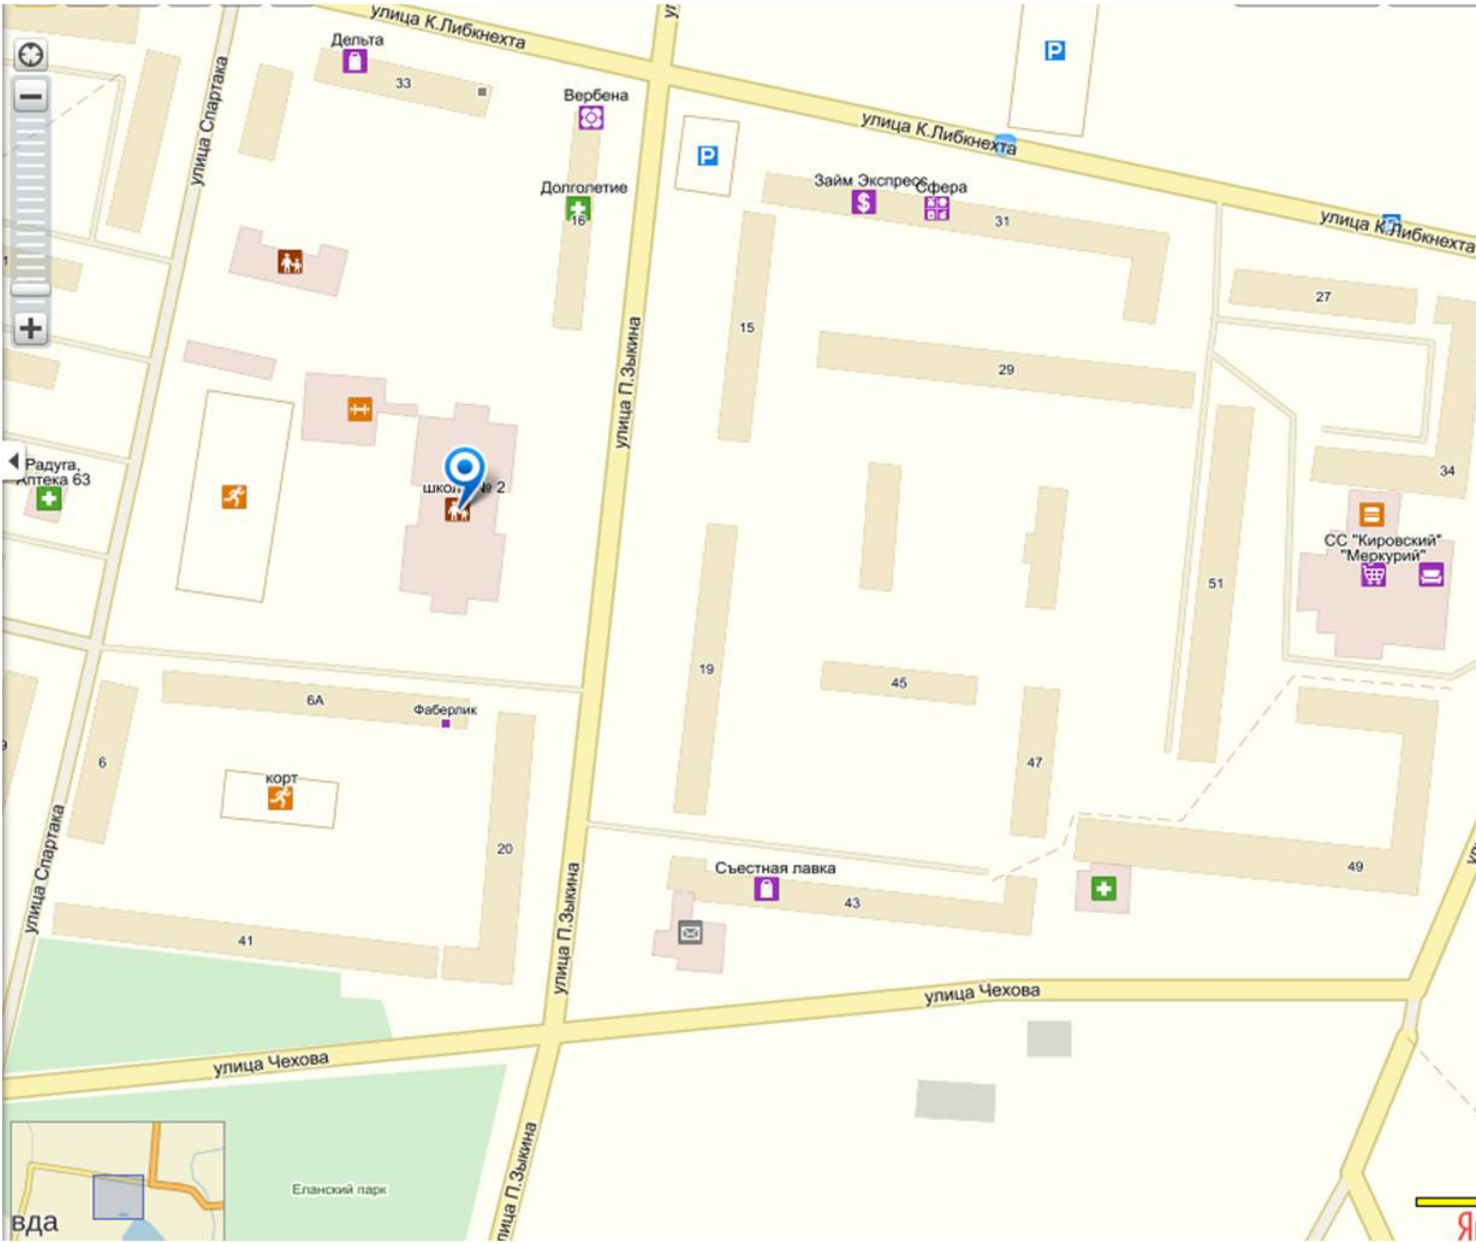 улица К.Либкнехта
Дельта
33
улица Спартака
Вербена
P
P
улица К.Либкнехта
Долголетие
16
Займ Экспресс
Сфера
31
улица К.Либкнехта
27
15
улица П.Зыкина
29
34
Радуга,
Аптека 63
школа № 2
СС "Кировский"
"Меркурий"
51
19
45
6А
Фаберлик
6
корт
47
20
Съестная лавка
43
49
улица Спартака
улица П.Зыкина
41
улица Чехова
улица Чехова
Еланский парк
вда